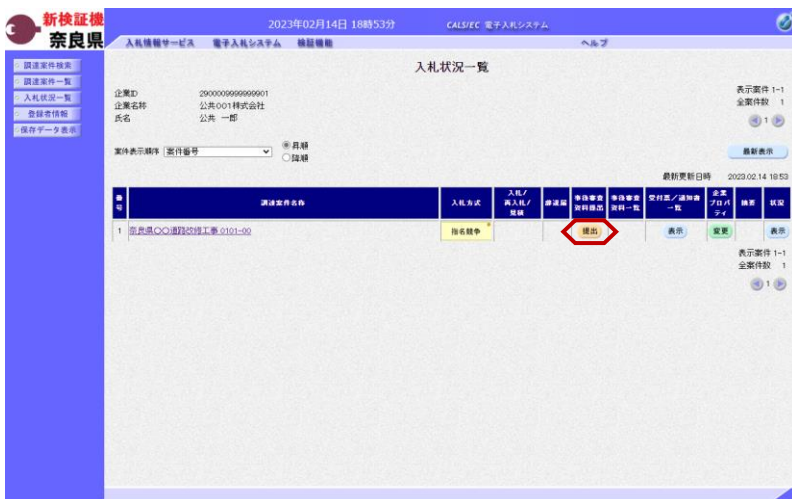 新検証機
奈良県
2023年02月14日 18時53分
CALS/EC 電子入札システム
入札情報サービス 電子入札システム 検証機能 ヘルプ
調達案件検索
調達案件一覧
入札状況一覧
登録者情報
保存データ表示
入札状況一覧
企業ID 2900009999999901
企業名称 公共001株式会社
氏名 公共 一郎
表示案件 1-1
全案件数 1
1
案件表示順序 案件番号
昇順
降順
最新表示
最新更新日時 2023.02.14 18:53
番号 調達案件名称 入札方式 入札/再入札/見積 辞退届 事後審査資料提出 事後審査資料一覧 受付票/通知書一覧 企業プロパティ 摘要 状況
1 奈良県〇〇道路改修工事 0101-00 指名競争 提出 表示 変更 表示
表示案件 1-1
全案件数 1
1